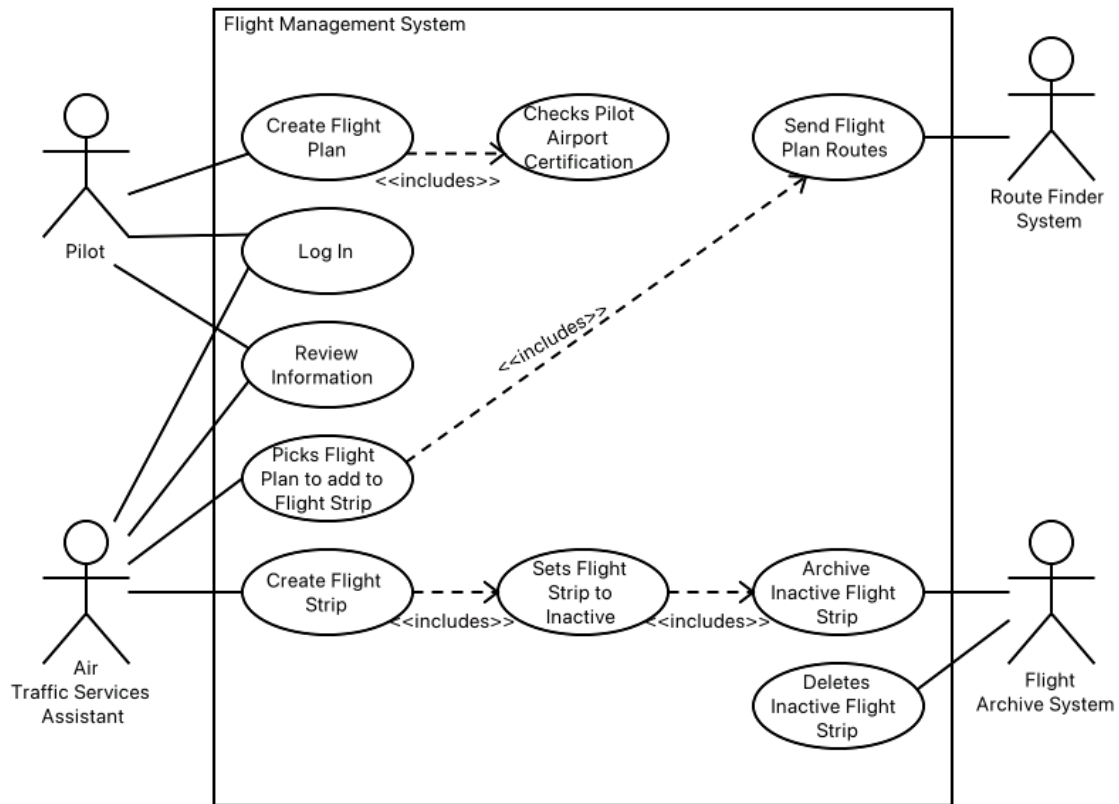 Flight Management System
Create Flight
Plan
<<includes>>
Checks Pilot
Airport
Certification
Send Flight
Plan Routes
Route Finder
System
Pilot
Log In
Review
Information
<<includes>>
Picks Flight
Plan to add to
Flight Strip
Create Flight
Strip
<<includes>>
Sets Flight
Strip to
Inactive
<<includes>>
Archive
Inactive Flight
Strip
Air
Traffic Services
Assistant
Deletes
Inactive Flight
Strip
Flight
Archive System